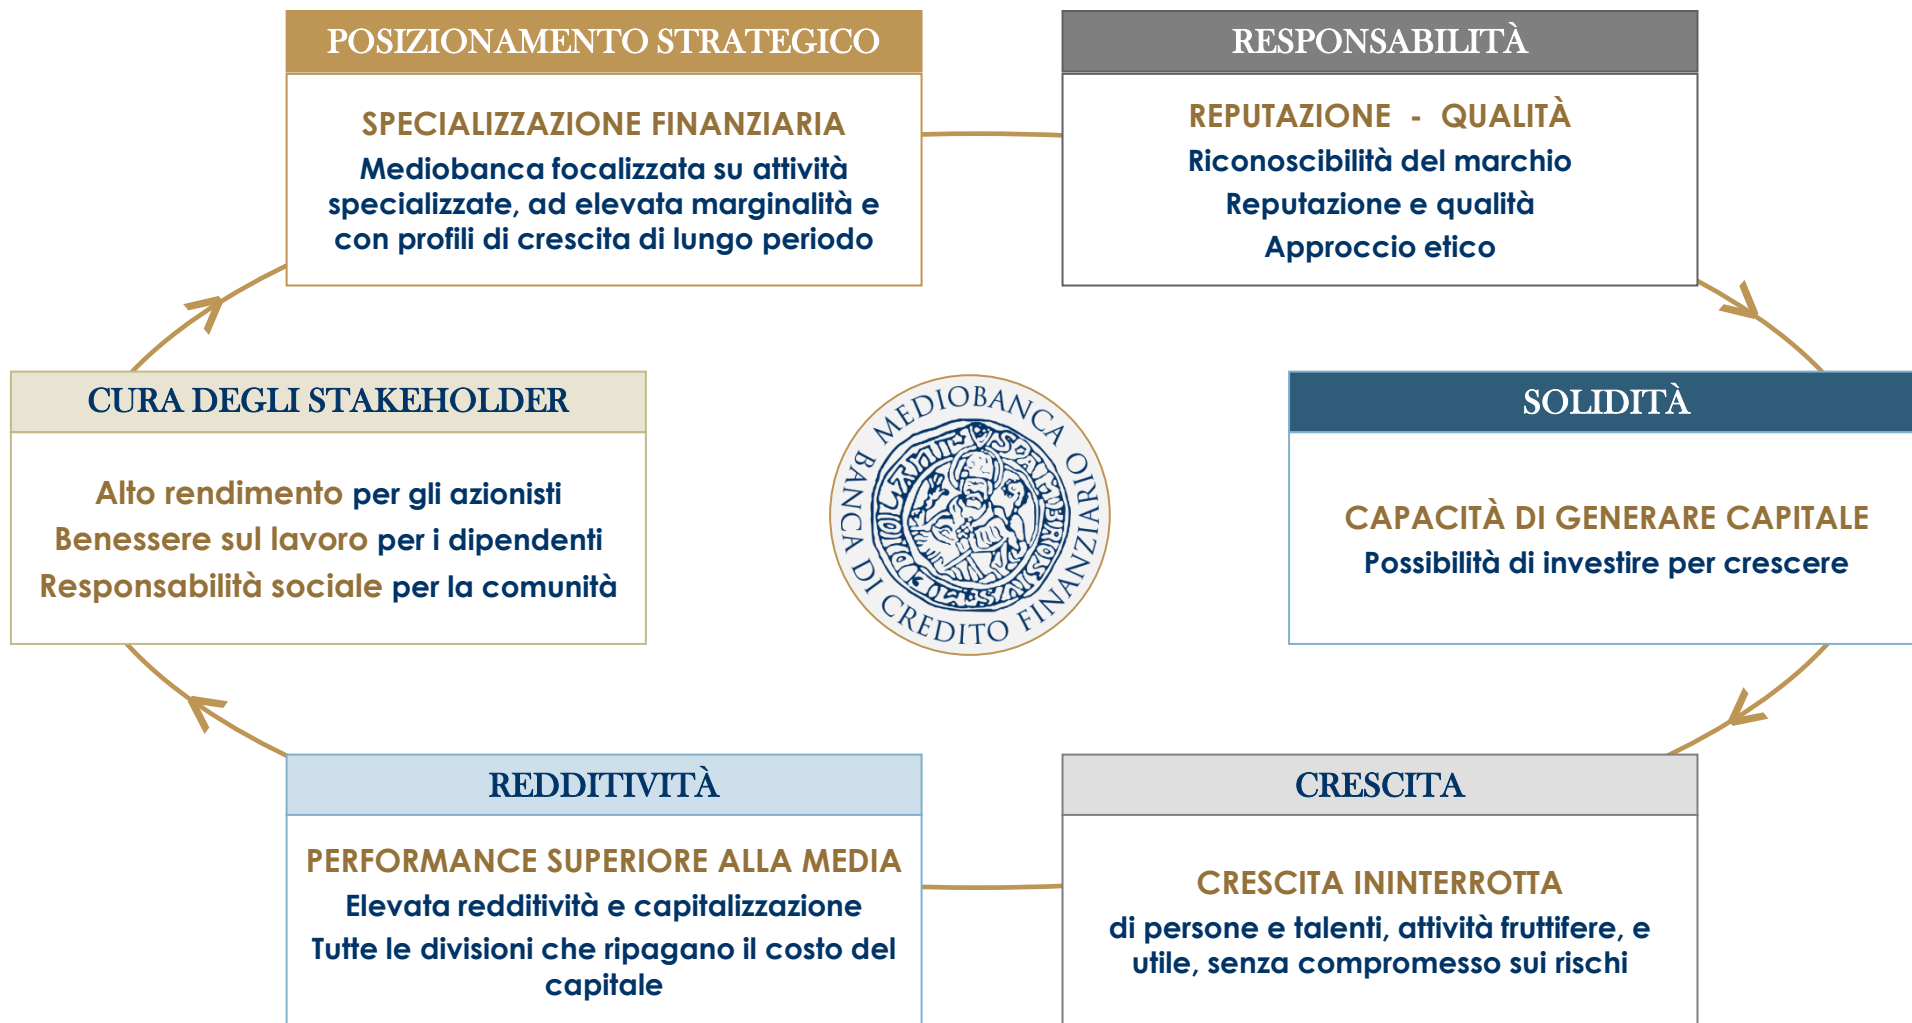 POSIZIONAMENTO STRATEGICO
SPECIALIZZAZIONE FINANZIARIA
Mediobanca focalizzata su attività
specializzate, ad elevata marginalità e
con profili di crescita di lungo periodo
RESPONSABILITÀ
REPUTAZIONE - QUALITÀ
Riconoscibilità del marchio
Reputazione e qualità
Approccio etico
CURA DEGLI STAKEHOLDER
Alto rendimento per gli azionisti
Benessere sul lavoro per i dipendenti
Responsabilità sociale per la comunità
MEDIOBANCA
BANCA DI CREDITO FINANZIARIO
SOLIDITÀ
CAPACITÀ DI GENERARE CAPITALE
Possibilità di investire per crescere
REDDITIVITÀ
PERFORMANCE SUPERIORE ALLA MEDIA
Elevata redditività e capitalizzazione
Tutte le divisioni che ripagano il costo del
capitale
CRESCITA
CRESCITA ININTERROTTA
di persone e talenti, attività fruttifere, e
utile, senza compromesso sui rischi